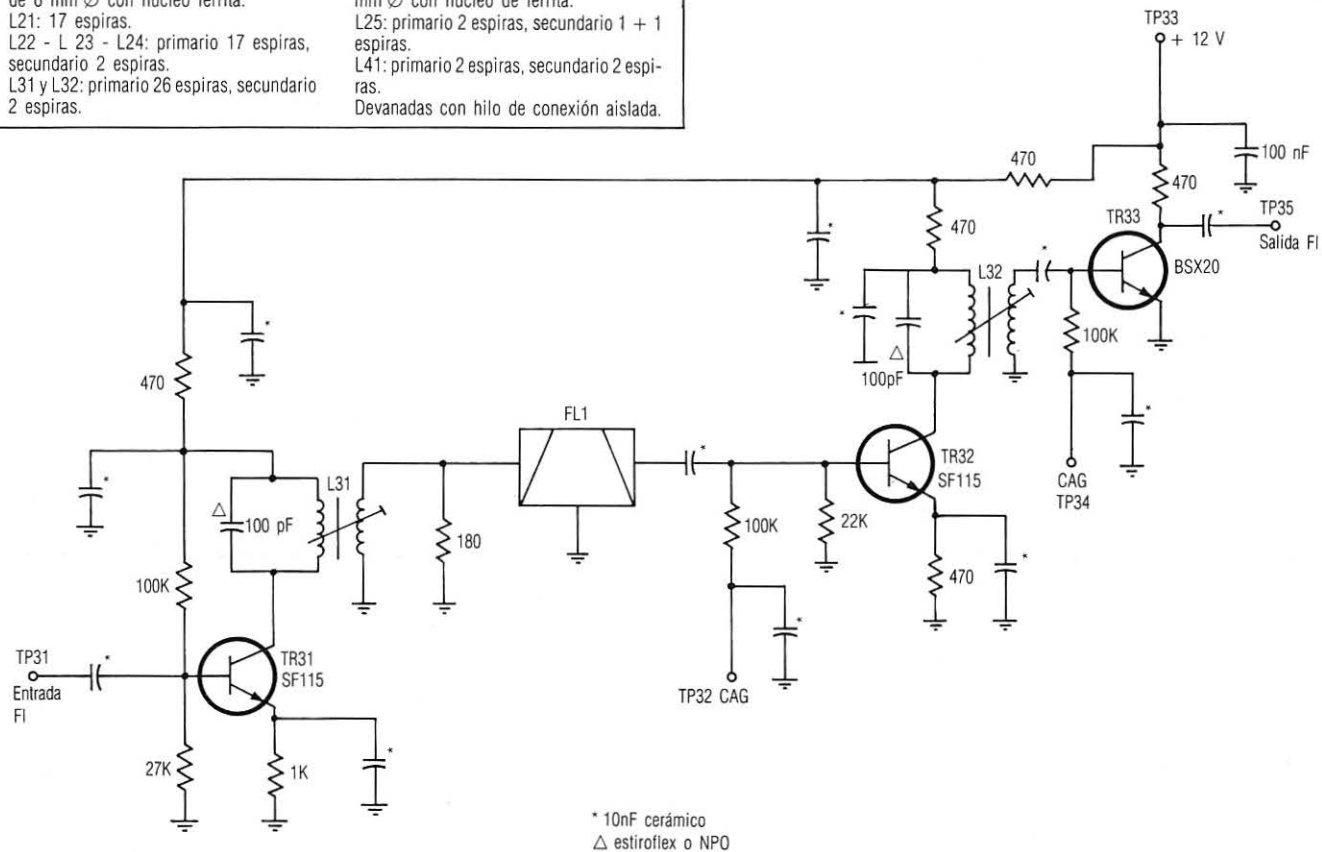 de 6 mm Ø con núcleo ferrita.
L21: 17 espiras.
L22 - L 23 - L24: primario 17 espiras,
secundario 2 espiras.
L31 y L32: primario 26 espiras, secundario
2 espiras.
mm Ø con núcleo de ferrita.
L25: primario 2 espiras, secundario 1 + 1
espiras.
L41: primario 2 espiras, secundario 2 espi-
ras.
Devanadas con hilo de conexión aislada.
TP33
+ 12 V
100 nF
470
470
TR33
*
TP35
Salida FI
BSX20
*
470
L32
*
*
100K
△
100pF
*
CAG
TP34
*
470
*
L31
△
100 pF
180
FL1
*
100K
22K
TR32
SF115
470
*
*
TP32 CAG
100K
TP31
Entrada
FI
*
TR31
SF115
27K
1K
*
* 10nF cerámico
△ estiroflex o NPO